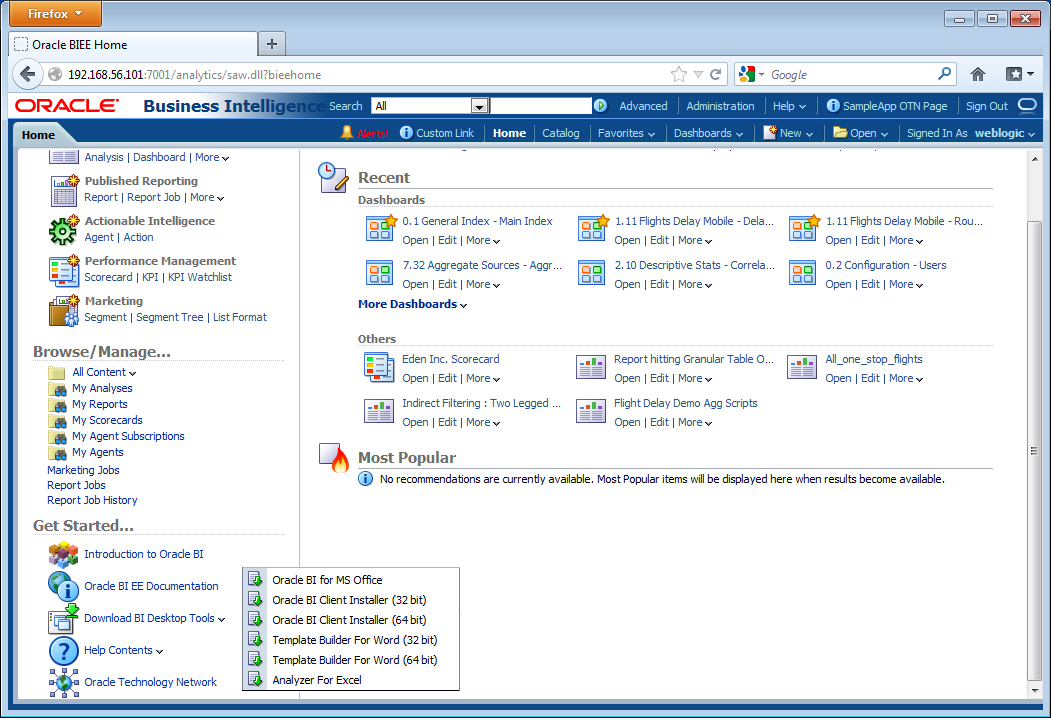 Firefox
Oracle BIEE Home
192.168.56.101:7001/analytics/saw.dll?bieehome
Google
ORACLE Business Intelligence Search All Advanced Administration Help SampleApp OTN Page Sign Out
Home Alerts! Custom Link Home Catalog Favorites Dashboards New Open Signed In As weblogic
Analysis | Dashboard | More
Published Reporting
Report | Report Job | More
Actionable Intelligence
Agent | Action
Performance Management
Scorecard | KPI | KPI Watchlist
Marketing
Segment | Segment Tree | List Format
Browse/Manage...
All Content
My Analyses
My Reports
My Scorecards
My Agent Subscriptions
My Agents
Marketing Jobs
Report Jobs
Report Job History
Get Started...
Introduction to Oracle BI
Oracle BI EE Documentation
Download BI Desktop Tools
Help Contents
Oracle Technology Network
Oracle BI for MS Office
Oracle BI Client Installer (32 bit)
Oracle BI Client Installer (64 bit)
Template Builder For Word (32 bit)
Template Builder For Word (64 bit)
Analyzer For Excel
Recent
Dashboards
0.1 General Index - Main Index 1.11 Flights Delay Mobile - Dela... 1.11 Flights Delay Mobile - Rou...
Open | Edit | More Open | Edit | More Open | Edit | More
7.32 Aggregate Sources - Aggr... 2.10 Descriptive Stats - Correla... 0.2 Configuration - Users
Open | Edit | More Open | Edit | More Open | Edit | More
More Dashboards
Others
Eden Inc. Scorecard Report hitting Granular Table O... All_one_stop_flights
Open | Edit | More Open | Edit | More Open | Edit | More
Indirect Filtering : Two Legged ... Flight Delay Demo Agg Scripts
Open | Edit | More Open | Edit | More
Most Popular
No recommendations are currently available. Most Popular items will be displayed here when results become available.